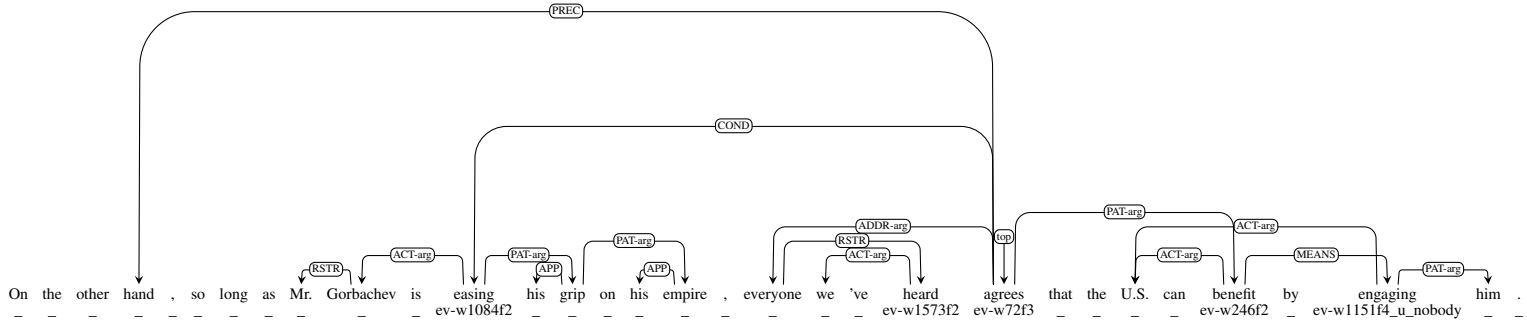 PREC
COND
PAT-arg
ADDR-arg top ACT-arg
PAT-arg RSTR
ACT-arg PAT-arg ACT-arg ACT-arg MEANS
RSTR APP APP PAT-arg
On the other hand , so long as Mr. Gorbachev is easing his grip on his empire , everyone we 've heard agrees that the U.S. can benefit by engaging him .
_ _ _ _ _ _ _ _ _ _ _ ev-w1084f2 _ _ _ _ _ _ _ _ _ ev-w1573f2 ev-w72f3 _ _ _ _ ev-w246f2 _ ev-w1151f4_u_nobody _ _